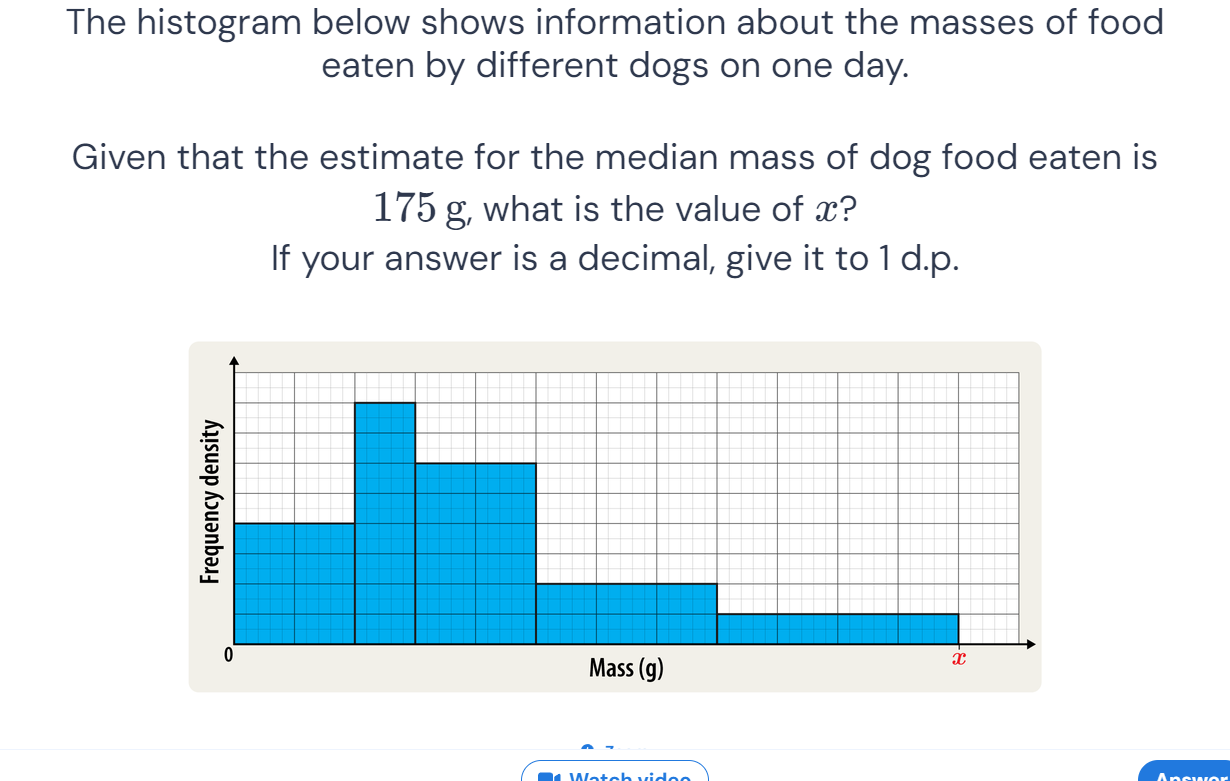 The histogram below shows information about the masses of food
eaten by different dogs on one day.
Given that the estimate for the median mass of dog food eaten is
175 g, what is the value of x?
If your answer is a decimal, give it to 1 d.p.
Frequency density
0
x
Mass (g)
Watch video
Answer